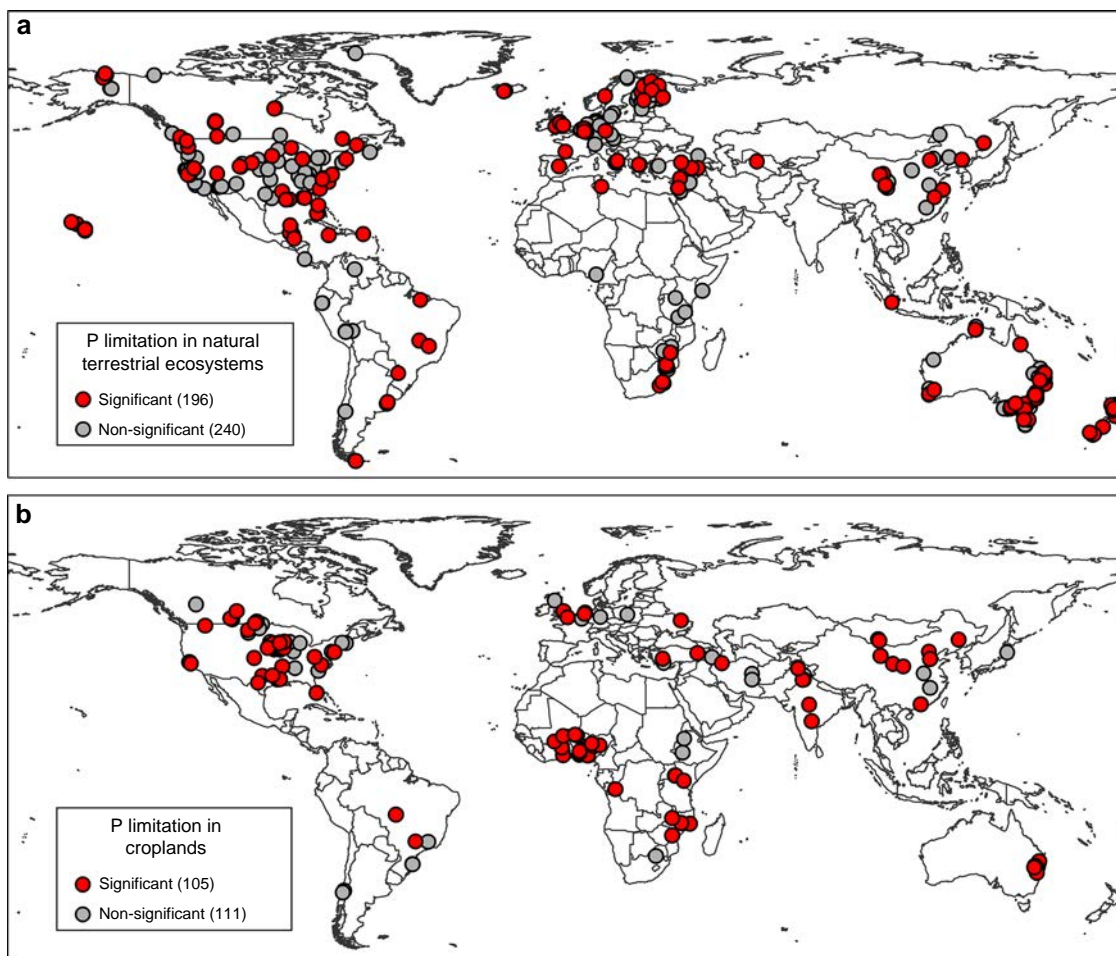 a
P limitation in natural
terrestrial ecosystems
Significant (196)
Non-significant (240)
b
P limitation in
croplands
Significant (105)
Non-significant (111)